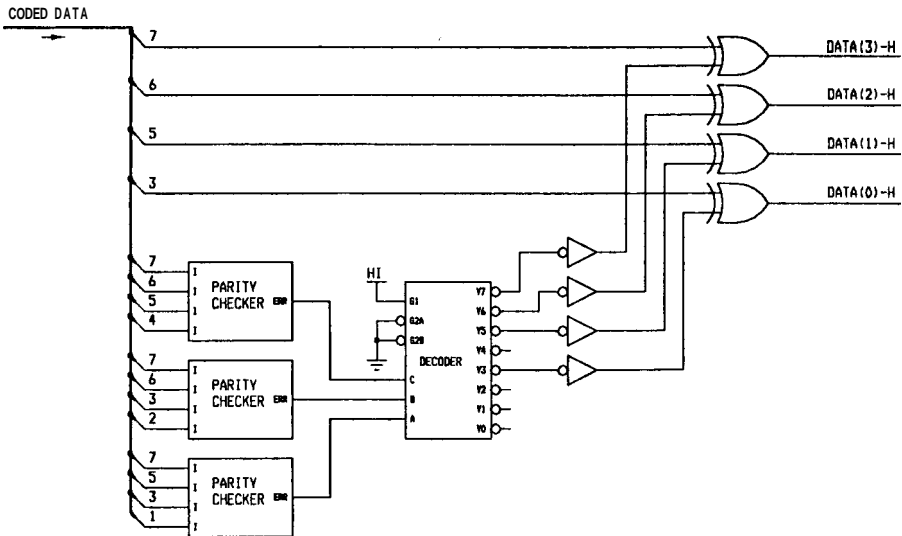 CODED DATA
7
DATA(3)-H
6
DATA(2)-H
5
DATA(1)-H
3
DATA(0)-H
7 I
6 I
5 I
4 I
PARITY
CHECKER ERR
7 I
6 I
3 I
2 I
PARITY
CHECKER ERR
7 I
5 I
3 I
1 I
PARITY
CHECKER ERR
HI
G1
G2A
G2B
DECODER
C
B
A
Y7
Y6
Y5
Y4
Y3
Y2
Y1
Y0